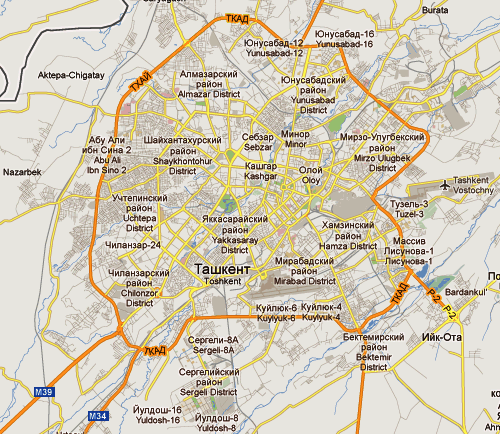 Burata
ТКАД
Юнусабад-12
Yunusabad-12
Юнусабад-16
Yunusabad-16
Aktepa-Chigatay
ТХАЙ
Алмазарский
район
Almazar District
Юнусабадский
район
Yunusabad
District
Абу Али
ибн Сина 2
Abu Ali
Ibn Sino 2
Шайхантахурский
район
Shaykhontohur
District
Себзар
Sebzar
Минор
Minor
Мирзо-Улугбекский
район
Mirzo Ulugbek
District
Nazarbek
Кашгар
Kashgar
Олой
Oloy
Tashkent
Vostochny
Учтепинский
район
Uchtepa
District
Тузель-3
Tuzel-3
Яккасарайский
район
Yakkasaray
District
Хамзинский
район
Hamza District
Чиланзар-24
Массив
Лисунова-1
Лисунова-1
Ташкент
Toshkent
Мирабадский
район
Mirabad District
Чиланзарский
район
Chilonzor
District
Bardankul
ТКАД
P-2
P-2
Куйлюк-6
Kuylyuk-6
Куйлюк-4
Kuylyuk-4
Ийк-Ота
Бектемирский
район
Bektemir
District
Сергели-8А
Sergeli-8A
Сергелийский
район
Sergeli District
M39
M34
Йулдош-16
Yuldosh-16
Йулдош-8
Yuldosh-8